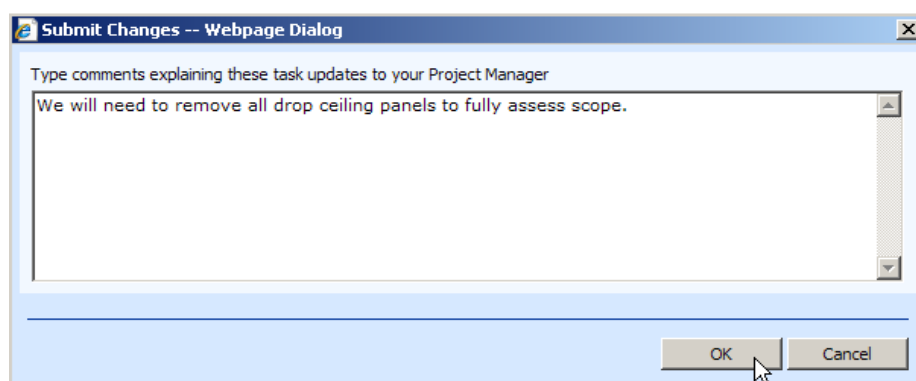 Submit Changes -- Webpage Dialog
Type comments explaining these task updates to your Project Manager
We will need to remove all drop ceiling panels to fully assess scope.
OK Cancel